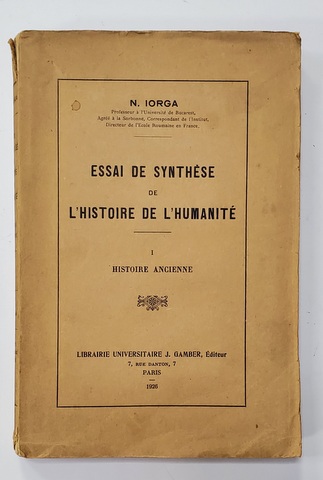 N. IORGA
Professeur à l'Université de Bucarest,
Agréé à la Sorbonne, Correspondant de l'Institut,
Directeur de l'École Roumaine en France.
ESSAI DE SYNTHÈSE
DE
L'HISTOIRE DE L'HUMANITÉ
I
HISTOIRE ANCIENNE
LIBRAIRIE UNIVERSITAIRE J. GAMBER, Éditeur
7, RUE DANTON, 7
PARIS
1926